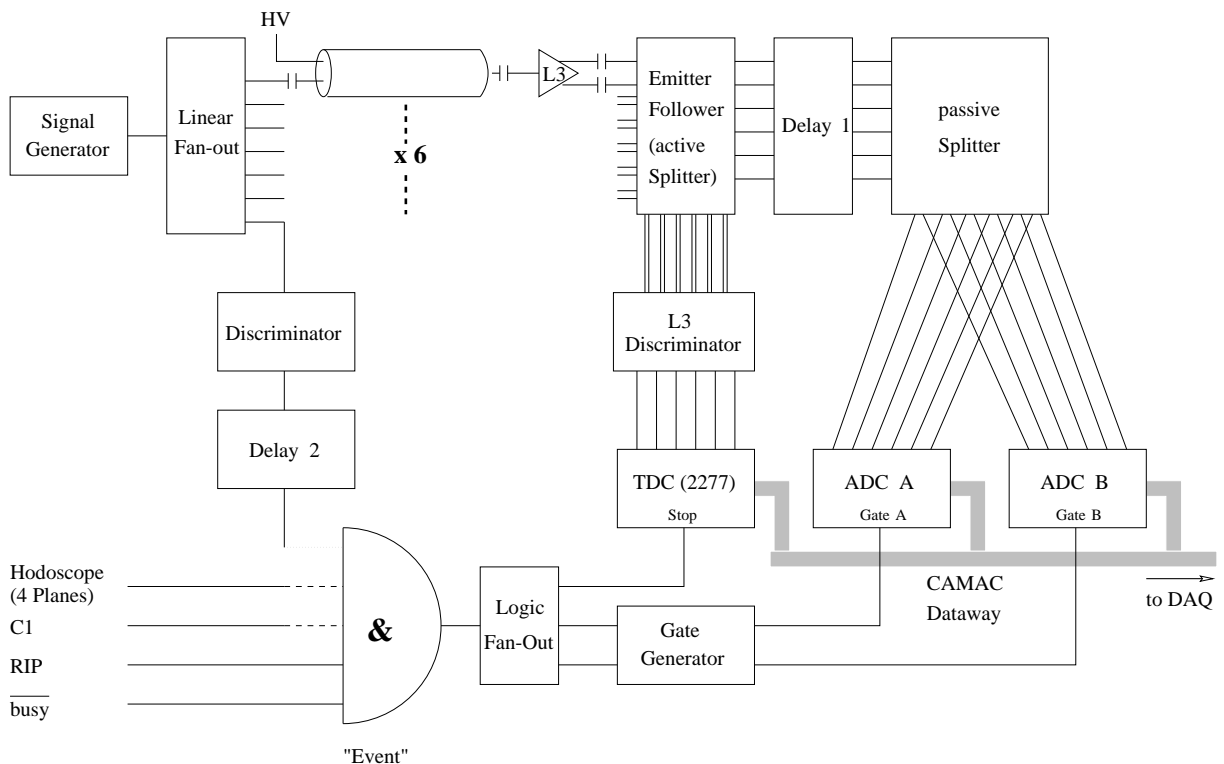 HV
Signal
Generator
Linear
Fan-out
L3
x 6
Emitter
Follower
(active
Splitter)
Delay 1
passive
Splitter
Discriminator
L3
Discriminator
Delay 2
TDC (2277)
Stop
ADC A
Gate A
ADC B
Gate B
Hodoscope
(4 Planes)
C1
RIP
busy
&
"Event"
Logic
Fan-Out
Gate
Generator
CAMAC
Dataway
to DAQ